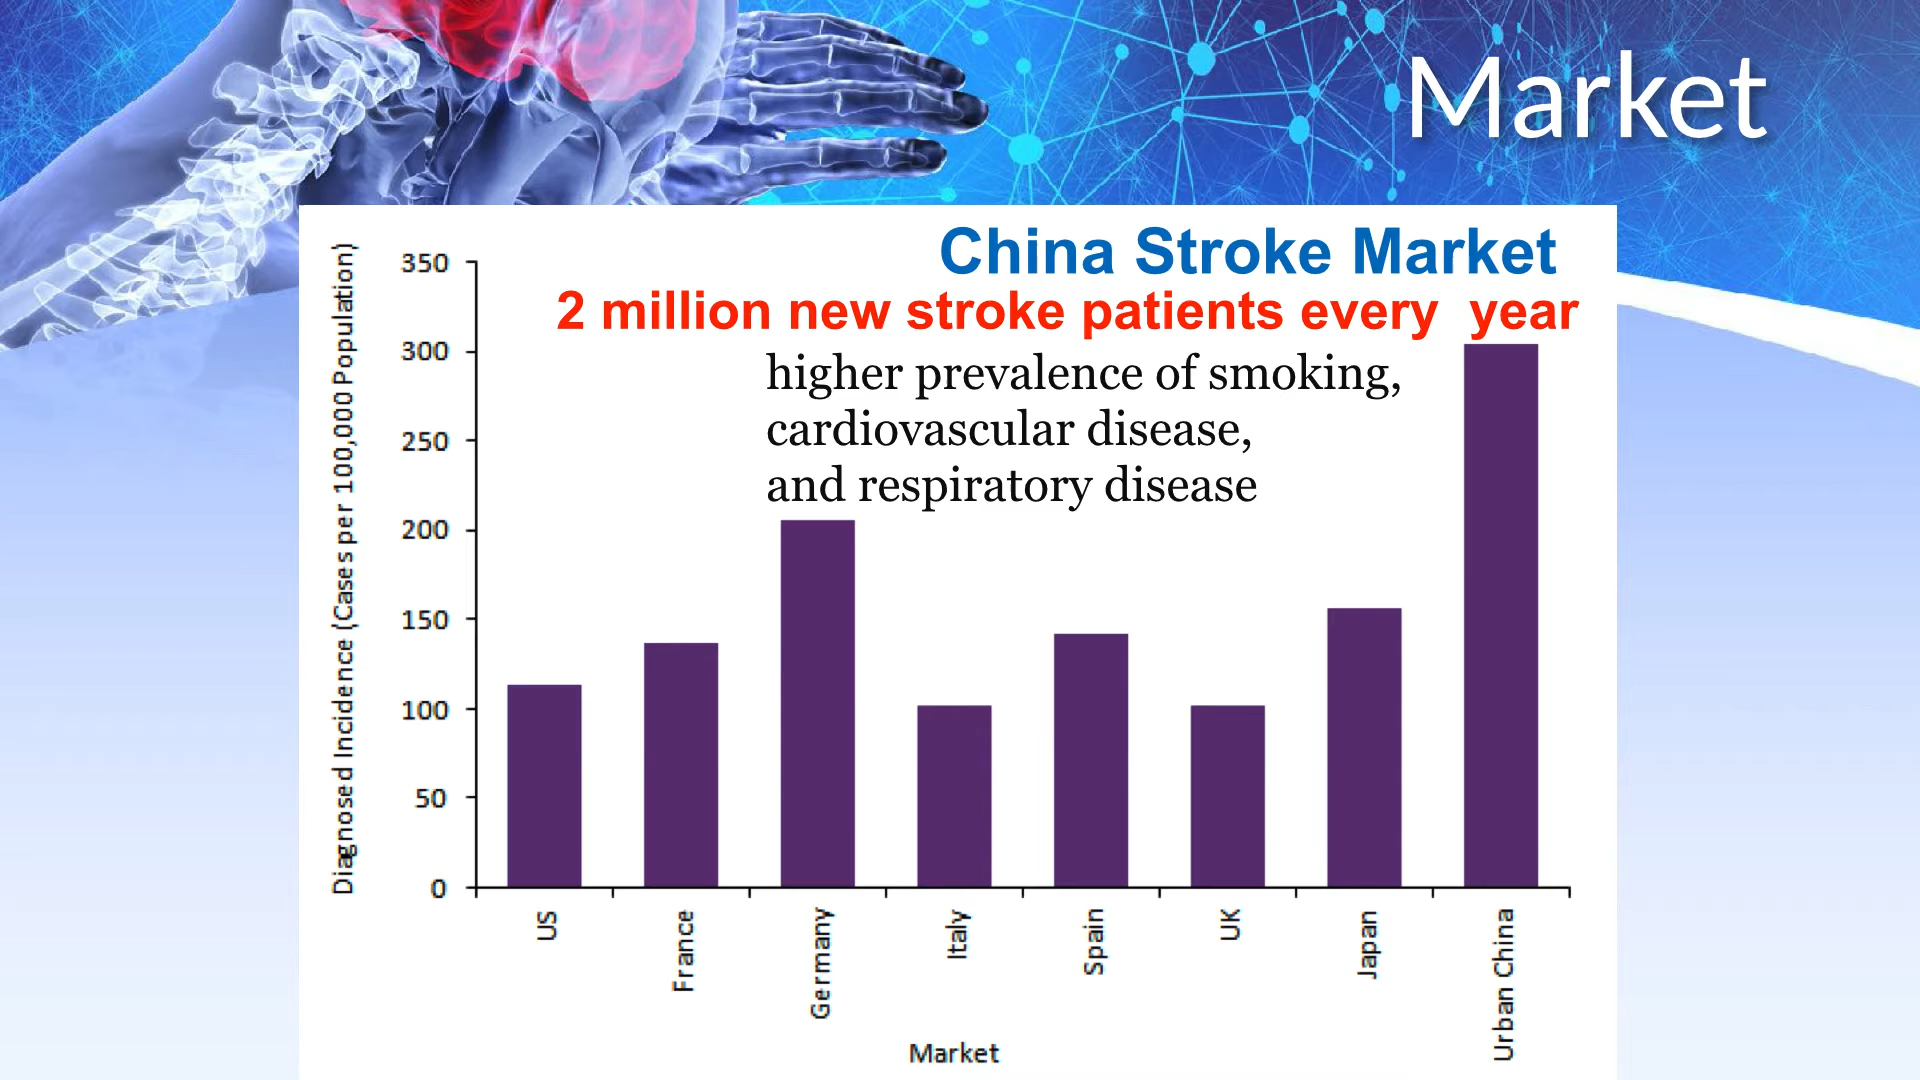 Market
China Stroke Market
2 million new stroke patients every year
higher prevalence of smoking,
cardiovascular disease,
and respiratory disease
Diagnosed Incidence (Cases per 100,000 Population)
350
300
250
200
150
100
50
0
US
France
Germany
Italy
Spain
UK
Japan
Urban China
Market